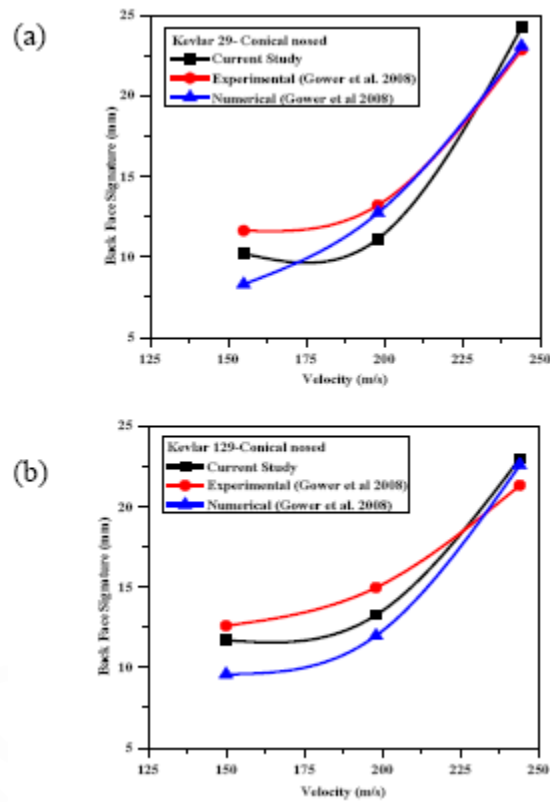 (a)
25
20
15
10
5
Back Face Signature (mm)
Kevlar 29- Conical nosed
Current Study
Experimental (Gower et al. 2008)
Numerical (Gower et al 2008)
125 150 175 200 225 250
Velocity (m/s)
(b)
25
20
15
10
5
Back Face Signature (mm)
Kevlar 129-Conical nosed
Current Study
Experimental (Gower et al 2008)
Numerical (Gower et al. 2008)
125 150 175 200 225 250
Velocity (m/s)